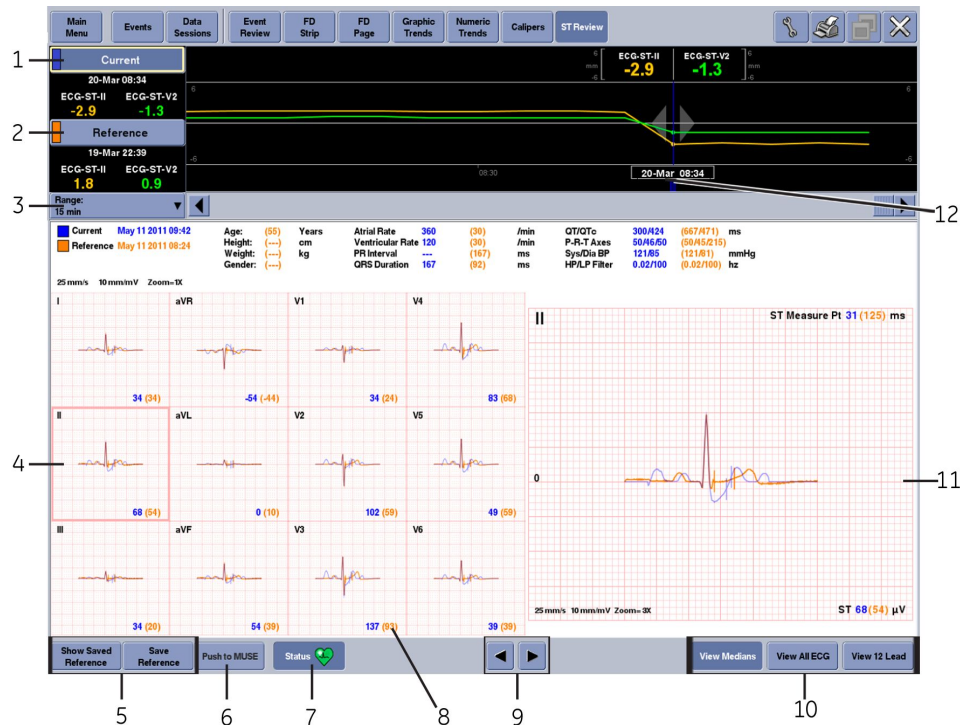 Main Menu
Events
Data Sessions
Event Review
FD Strip
FD Page
Graphic Trends
Numeric Trends
Calipers
ST Review
1
Current
20-Mar 08:34
ECG-ST-II ECG-ST-V2
-2.9 -1.3
2
Reference
19-Mar 22:39
ECG-ST-II ECG-ST-V2
1.8 0.9
6 mm -6
ECG-ST-II ECG-ST-V2
-2.9 -1.3
6 mm -6
6 6
-6 -6
08:30
20-Mar 08:34
3
Range:
15 min
12
Current May 11 2011 09:42
Reference May 11 2011 08:24
Age: (55) Years
Height: (---) cm
Weight: (---) kg
Gender: (---)
Atrial Rate 360 (30) /min
Ventricular Rate 120 (30) /min
PR Interval --- (167) ms
QRS Duration 167 (92) ms
QT/QTc 300/424 (667/471) ms
P-R-T Axes 50/46/50 (50/45/215)
Sys/Dia BP 121/85 (121/81) mmHg
HP/LP Filter 0.02/100 (0.02/100) hz
25 mm/s 10 mm/mV Zoom=1X
I aVR V1 V4
34 (34) -54 (-44) 34 (24) 83 (68)
4
II aVL V2 V5
68 (54) 0 (10) 102 (59) 49 (59)
III aVF V3 V6
34 (20) 54 (39) 137 (93) 39 (39)
II
ST Measure Pt 31 (125) ms
0
11
25 mm/s 10 mm/mV Zoom= 3X
ST 68(54) µV
Show Saved Reference
Save Reference
Push to MUSE
Status
View Medians
View All ECG
View 12 Lead
5 6 7 8 9 10